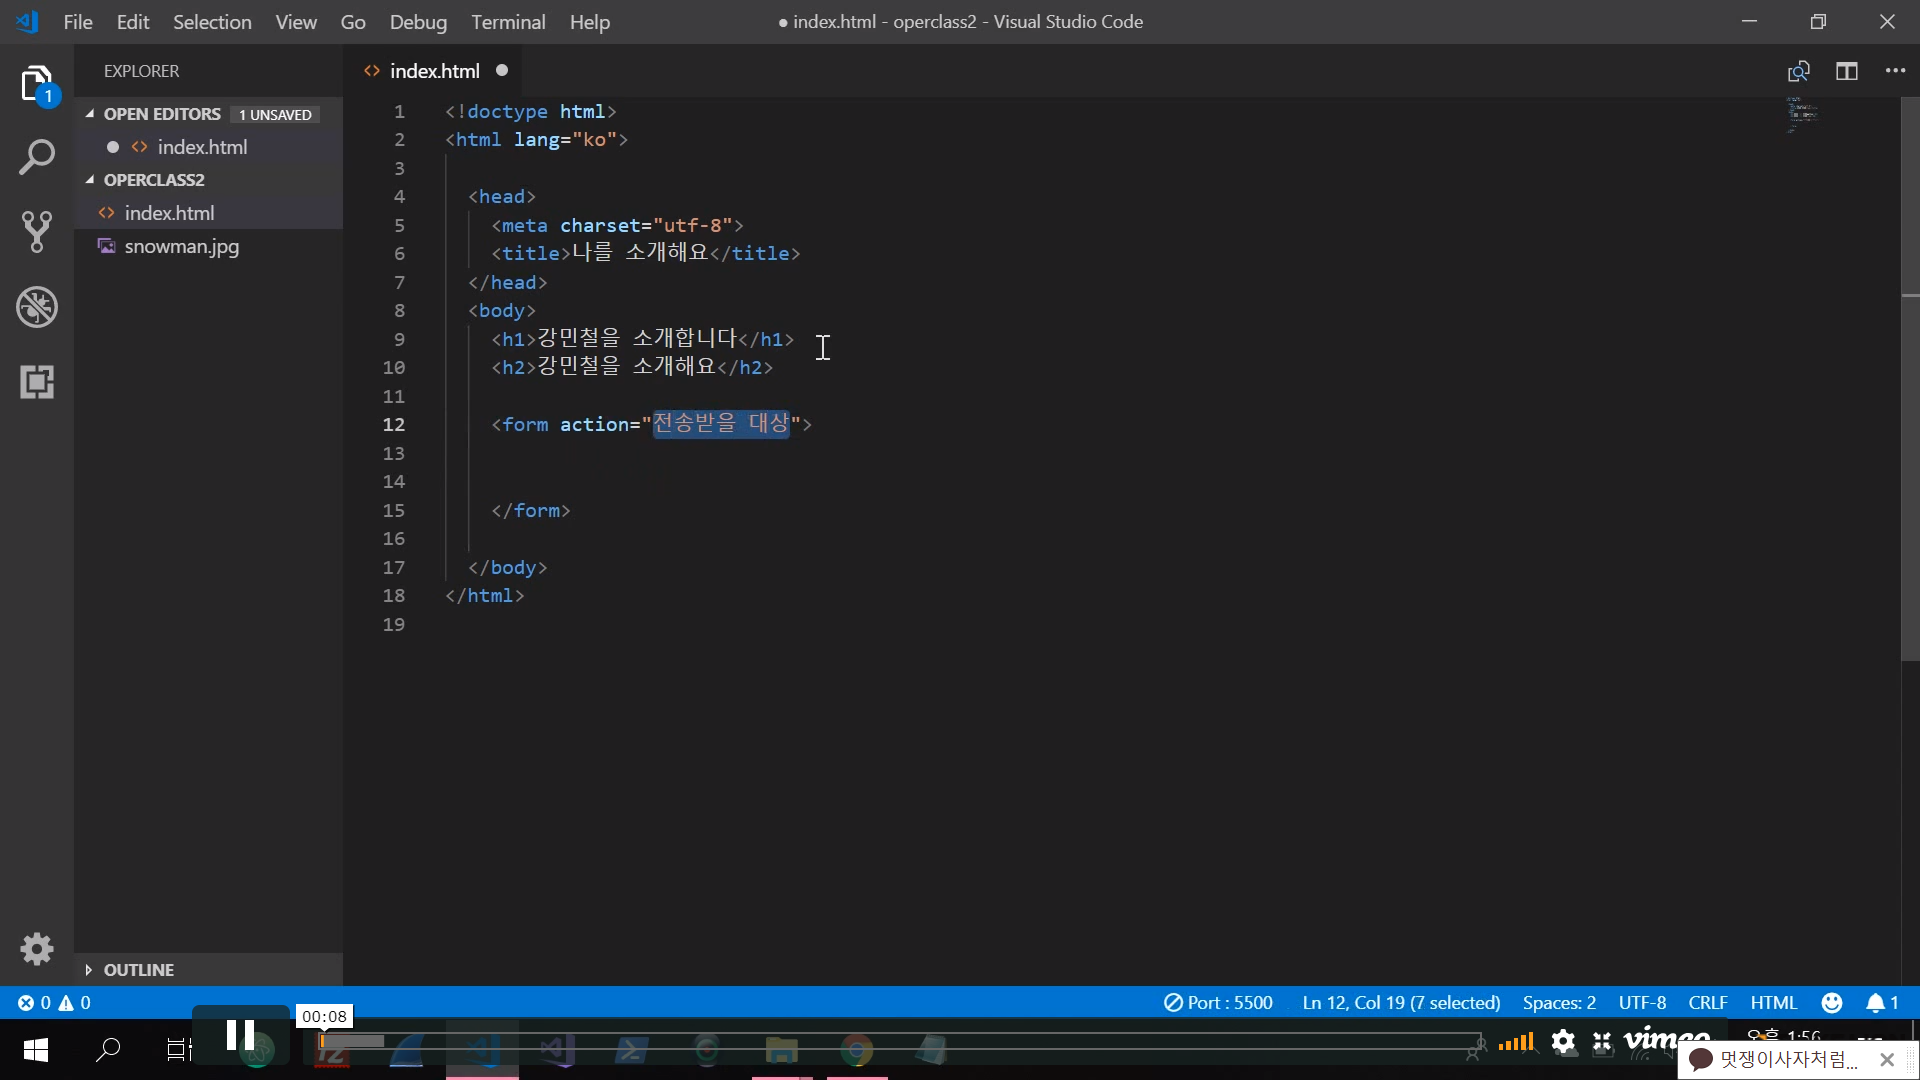 File Edit Selection View Go Debug Terminal Help
● index.html - operclass2 - Visual Studio Code
EXPLORER
index.html
1
OPEN EDITORS 1 UNSAVED
index.html
OPERCLASS2
index.html
snowman.jpg
1 <!doctype html>
2 <html lang="ko">
3
4 <head>
5 <meta charset="utf-8">
6 <title>나를 소개해요</title>
7 </head>
8 <body>
9 <h1>강민철을 소개합니다</h1>
10 <h2>강민철을 소개해요</h2>
11
12 <form action="전송받을 대상">
13
14
15 </form>
16
17 </body>
18 </html>
19
OUTLINE
0 0
Port : 5500 Ln 12, Col 19 (7 selected) Spaces: 2 UTF-8 CRLF HTML 1
00:08
vimeo
오후 1:56
멋쟁이사자처럼...